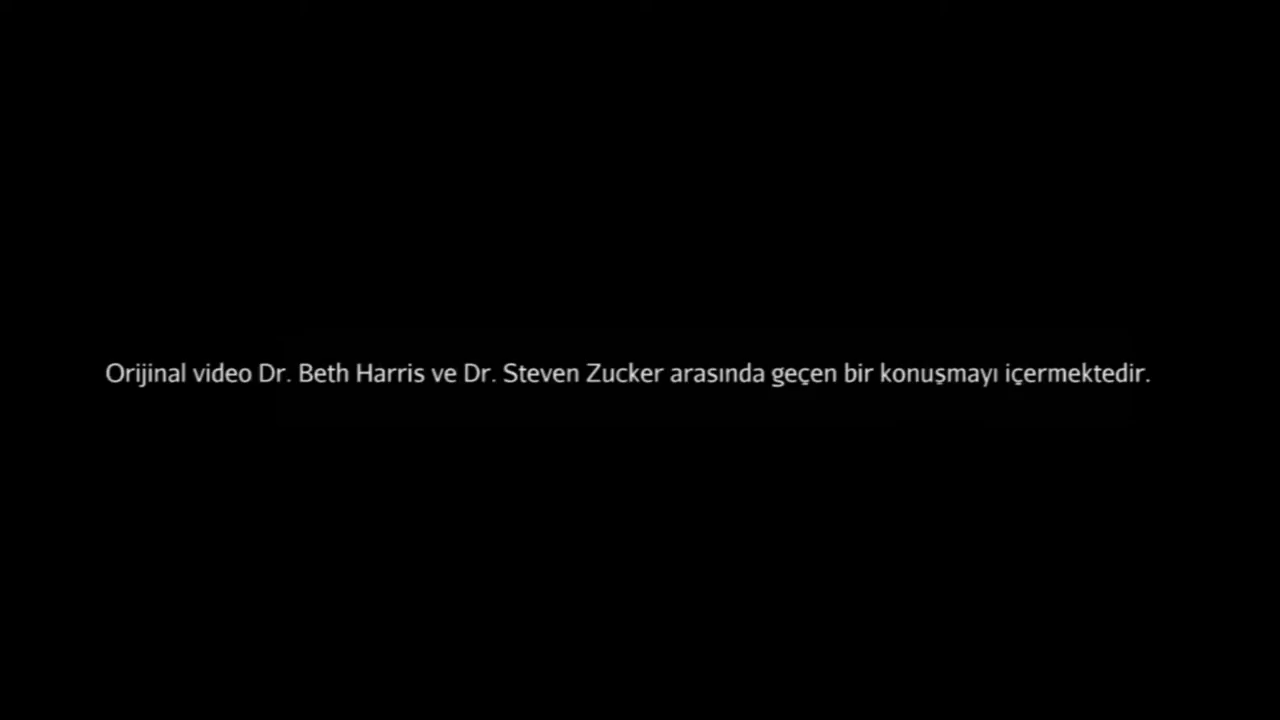 Orijinal video Dr. Beth Harris ve Dr. Steven Zucker arasında geçen bir konuşmayı içermektedir.